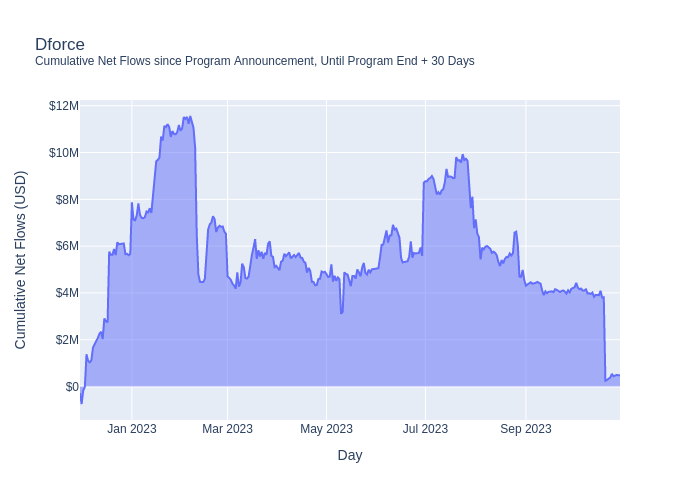 Dforce
Cumulative Net Flows since Program Announcement, Until Program End + 30 Days
Cumulative Net Flows (USD)
$12M
$10M
$8M
$6M
$4M
$2M
$0
Jan 2023
Mar 2023
May 2023
Jul 2023
Sep 2023
Day